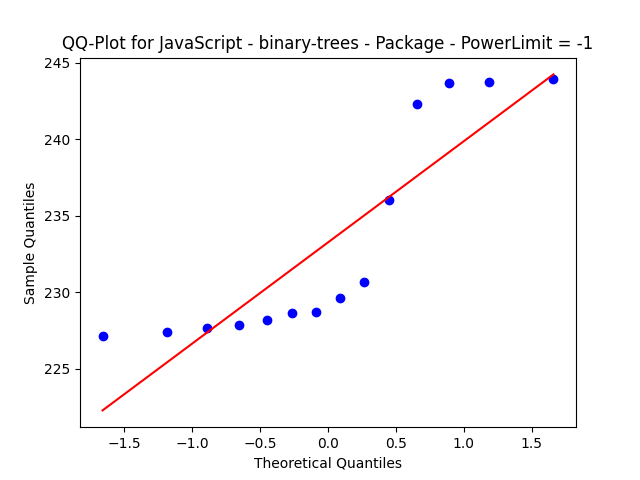 QQ-Plot for JavaScript - binary-trees - Package - PowerLimit = -1
245
240
235
230
225
Sample Quantiles
−1.5 −1.0 −0.5 0.0 0.5 1.0 1.5
Theoretical Quantiles